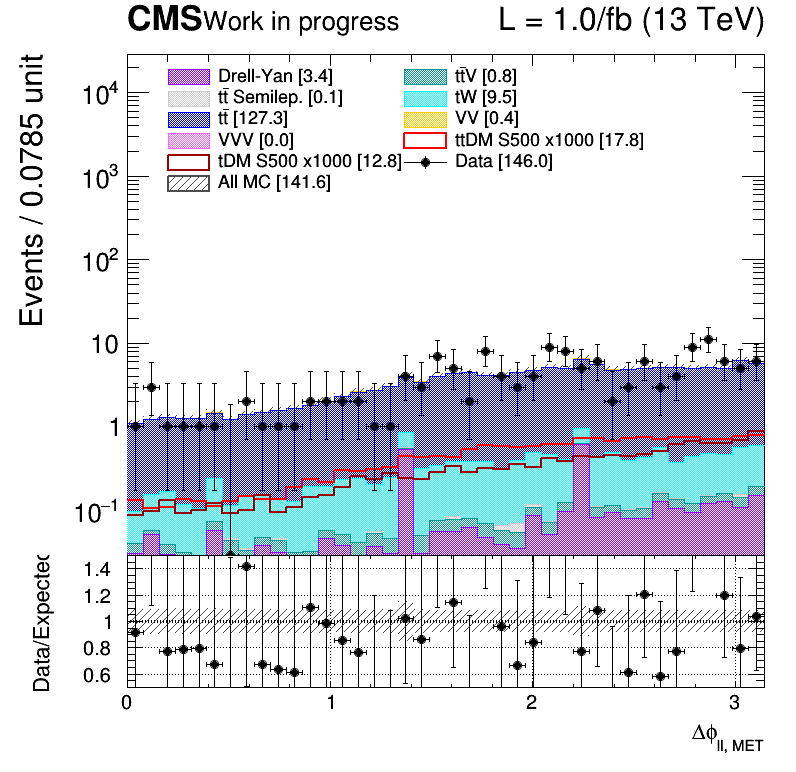 CMS Work in progress L = 1.0/fb (13 TeV)
Events / 0.0785 unit
Drell-Yan [3.4] tt̄V [0.8]
tt̄ Semilep. [0.1] tW [9.5]
tt̄ [127.3] VV [0.4]
VVV [0.0] ttDM S500 x1000 [17.8]
tDM S500 x1000 [12.8] Data [146.0]
All MC [141.6]
10⁴
10³
10²
10
1
10⁻¹
Data/Expected
1.4
1.2
1
0.8
0.6
0 1 2 3
Δϕ_ll, MET